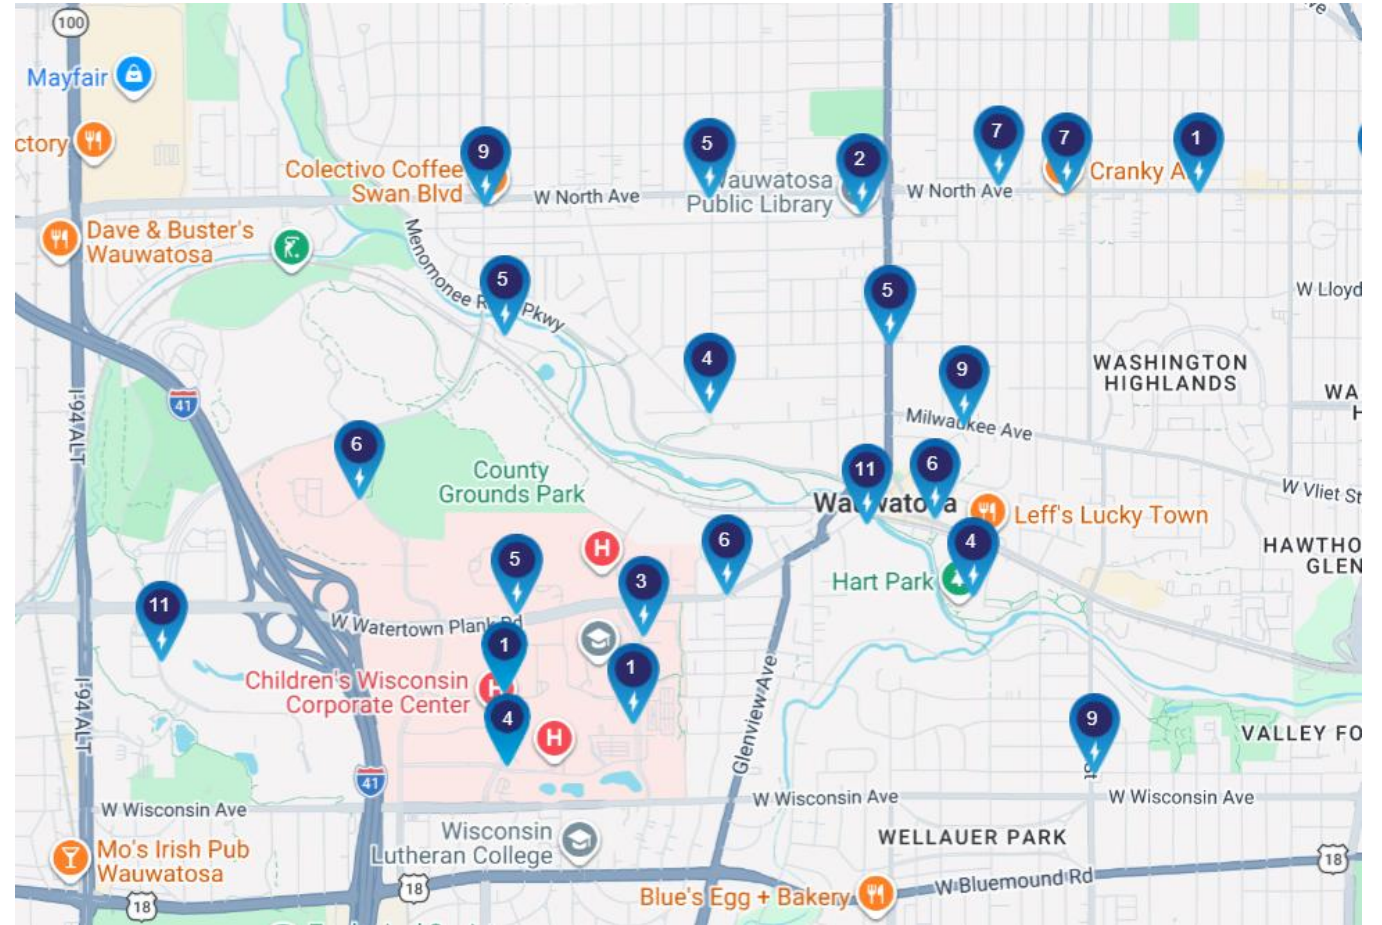 100
Mayfair
ctory
9
5
2
7
7
1
Colectivo Coffee
Swan Blvd
W North Ave
Wauwatosa
Public Library
W North Ave
Cranky A
Dave & Buster's
Wauwatosa
Menomonee R Pkwy
5
5
W Lloyd
4
9
WASHINGTON
HIGHLANDS
41
I-94 ALT
Milwaukee Ave
6
County
Grounds Park
11
6
Wauwatosa
Leff's Lucky Town
W Vliet St
5
H
3
6
4
Hart Park
HAWTHO
GLEN
11
W Watertown Plank Rd
1
1
Children's Wisconsin
Corporate Center
H
4
H
I-94 ALT
Glenview Ave
9
VALLEY FO
St
41
W Wisconsin Ave
W Wisconsin Ave
W Wisconsin Ave
Wisconsin
Lutheran College
WELLAUER PARK
Mo's Irish Pub
Wauwatosa
18
18
18
W Bluemound Rd
Blue's Egg + Bakery